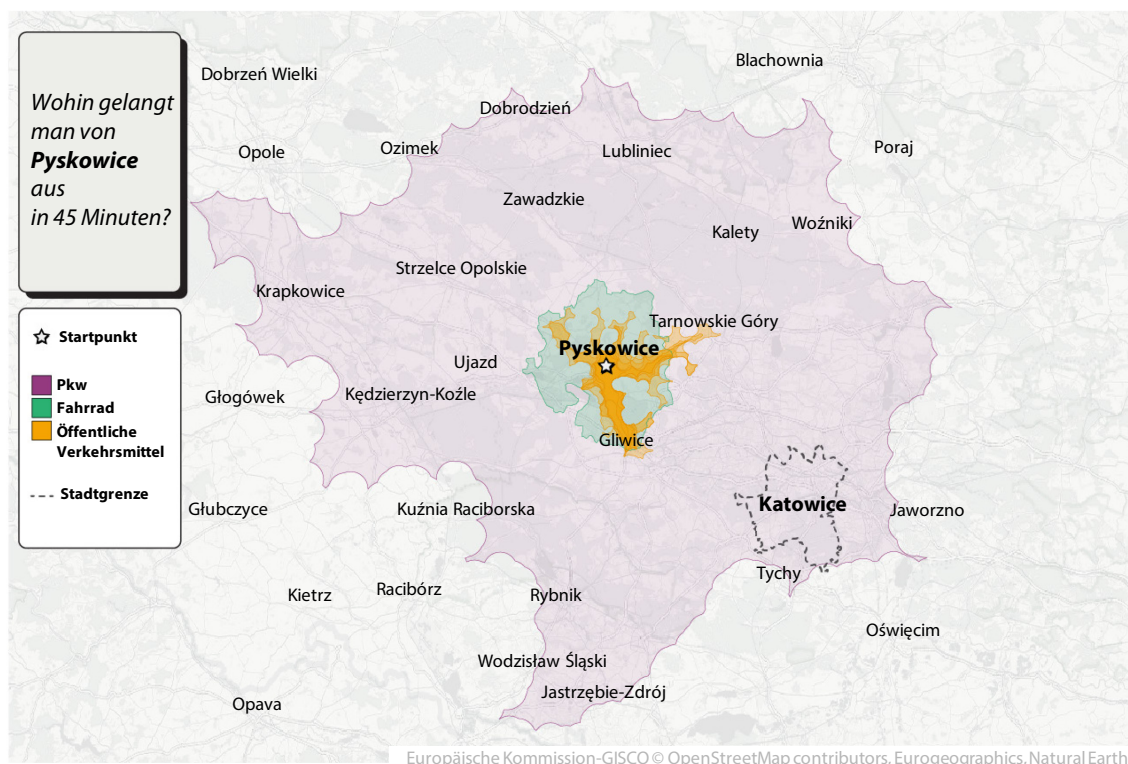 Wohin gelangt
man von
Pyskowice
aus
in 45 Minuten?
Startpunkt
Pkw
Fahrrad
Öffentliche
Verkehrsmittel
Stadtgrenze
Blachownia
Dobrzeń Wielki
Dobrodzień
Opole
Ozimek
Lubliniec
Poraj
Zawadzkie
Kalety
Woźniki
Strzelce Opolskie
Krapkowice
Tarnowskie Góry
Pyskowice
Ujazd
Głogówek
Kędzierzyn-Koźle
Gliwice
Głubczyce
Kuźnia Raciborska
Katowice
Jaworzno
Tychy
Kietrz
Racibórz
Rybnik
Oświęcim
Wodzisław Śląski
Jastrzębie-Zdrój
Opava
Europäische Kommission-GISCO © OpenStreetMap contributors, Eurogeographics, Natural Earth